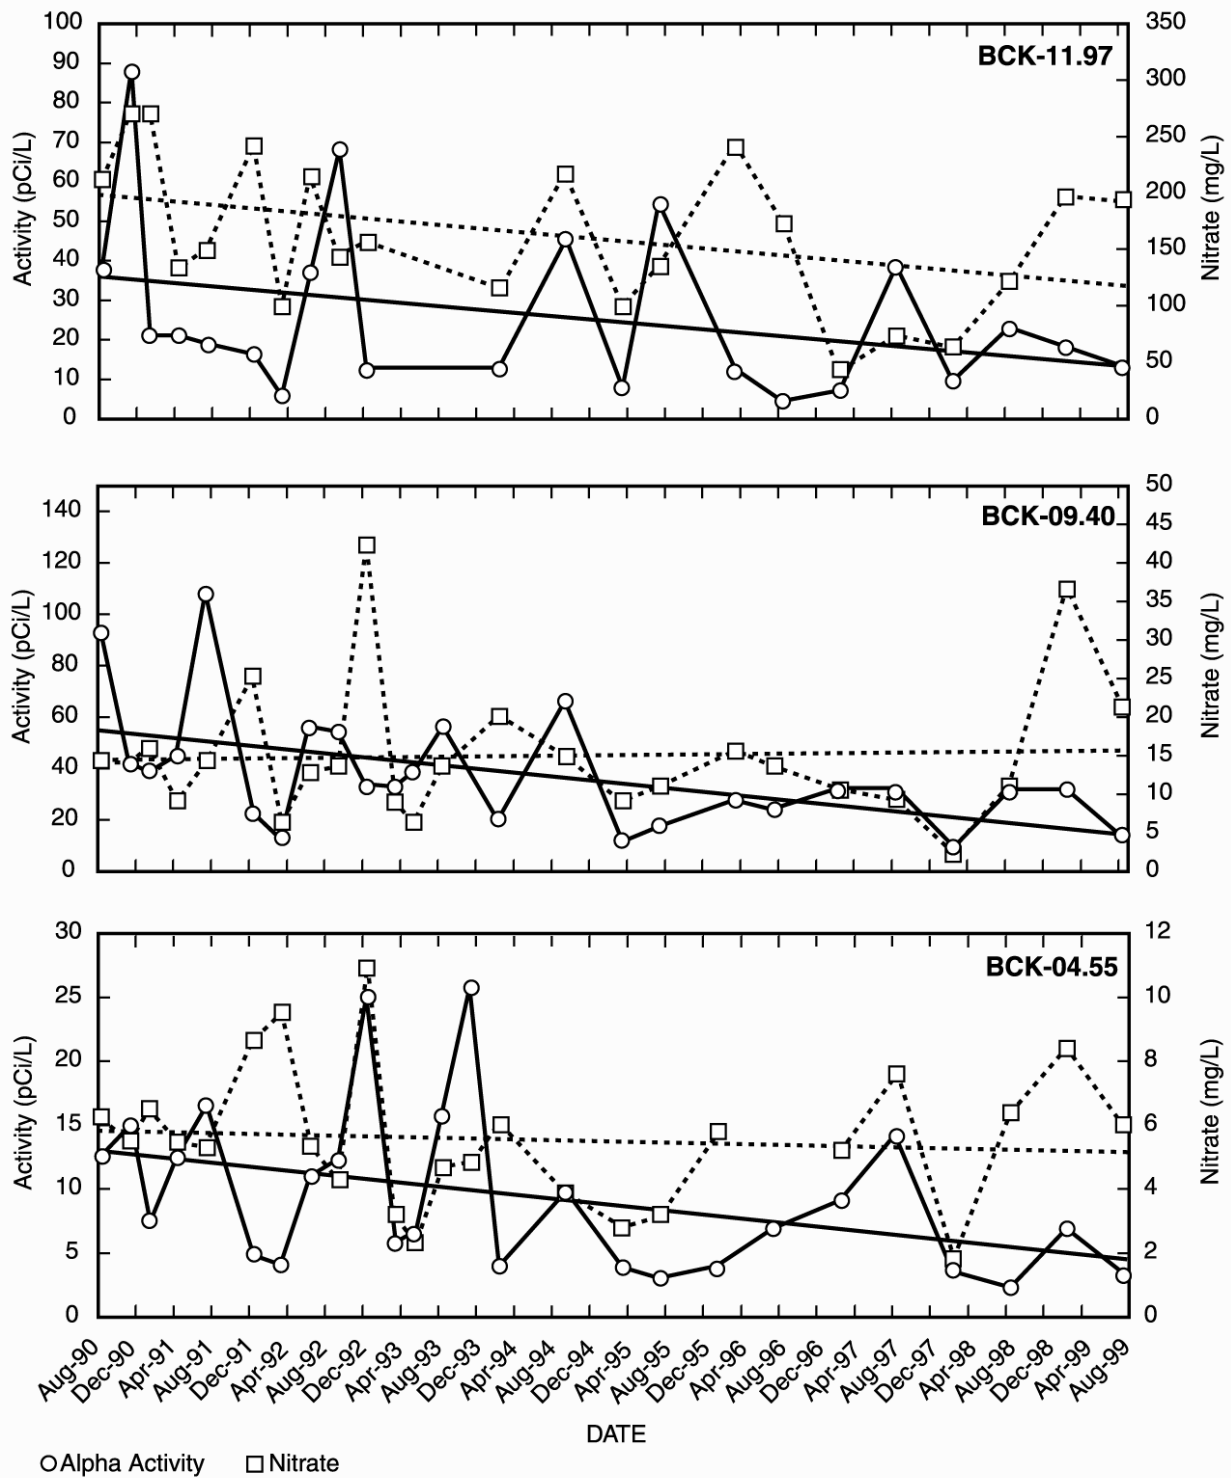 BCK-11.97
Activity (pCi/L)
100
90
80
70
60
50
40
30
20
10
0
350
300
250
200
150
100
50
0
Nitrate (mg/L)
BCK-09.40
Activity (pCi/L)
140
120
100
80
60
40
20
0
50
45
40
35
30
25
20
15
10
5
0
Nitrate (mg/L)
BCK-04.55
Activity (pCi/L)
30
25
20
15
10
5
0
12
10
8
6
4
2
0
Nitrate (mg/L)
Aug-90
Dec-90
Apr-91
Aug-91
Dec-91
Apr-92
Aug-92
Dec-92
Apr-93
Aug-93
Dec-93
Apr-94
Aug-94
Dec-94
Apr-95
Aug-95
Dec-95
Apr-96
Aug-96
Dec-96
Apr-97
Aug-97
Dec-97
Apr-98
Aug-98
Dec-98
Apr-99
Aug-99
DATE
Alpha Activity
Nitrate